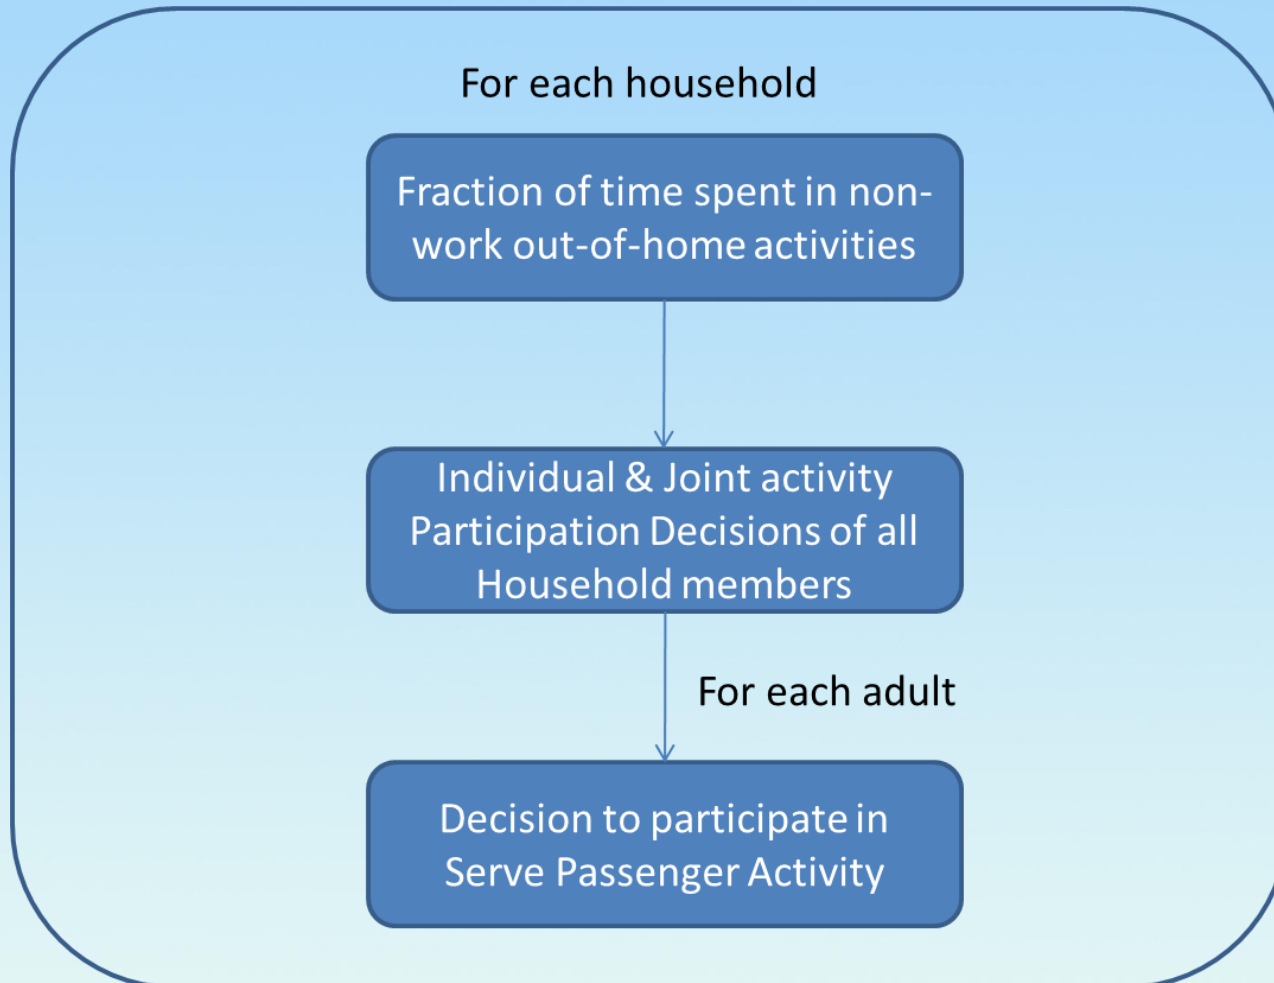 For each household
Fraction of time spent in non-
work out-of-home activities
Individual & Joint activity
Participation Decisions of all
Household members
For each adult
Decision to participate in
Serve Passenger Activity